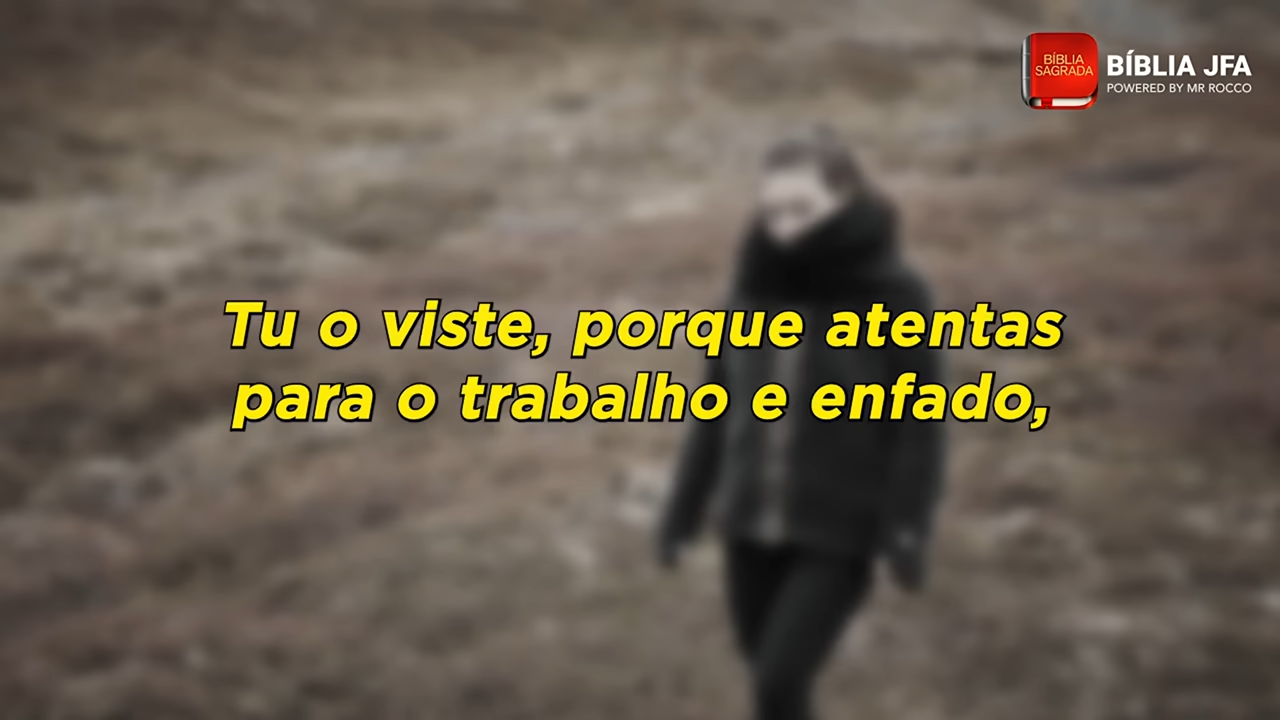 BÍBLIA
SAGRADA
BÍBLIA JFA
POWERED BY MR ROCCO
Tu o viste, porque atentas
para o trabalho e enfado,